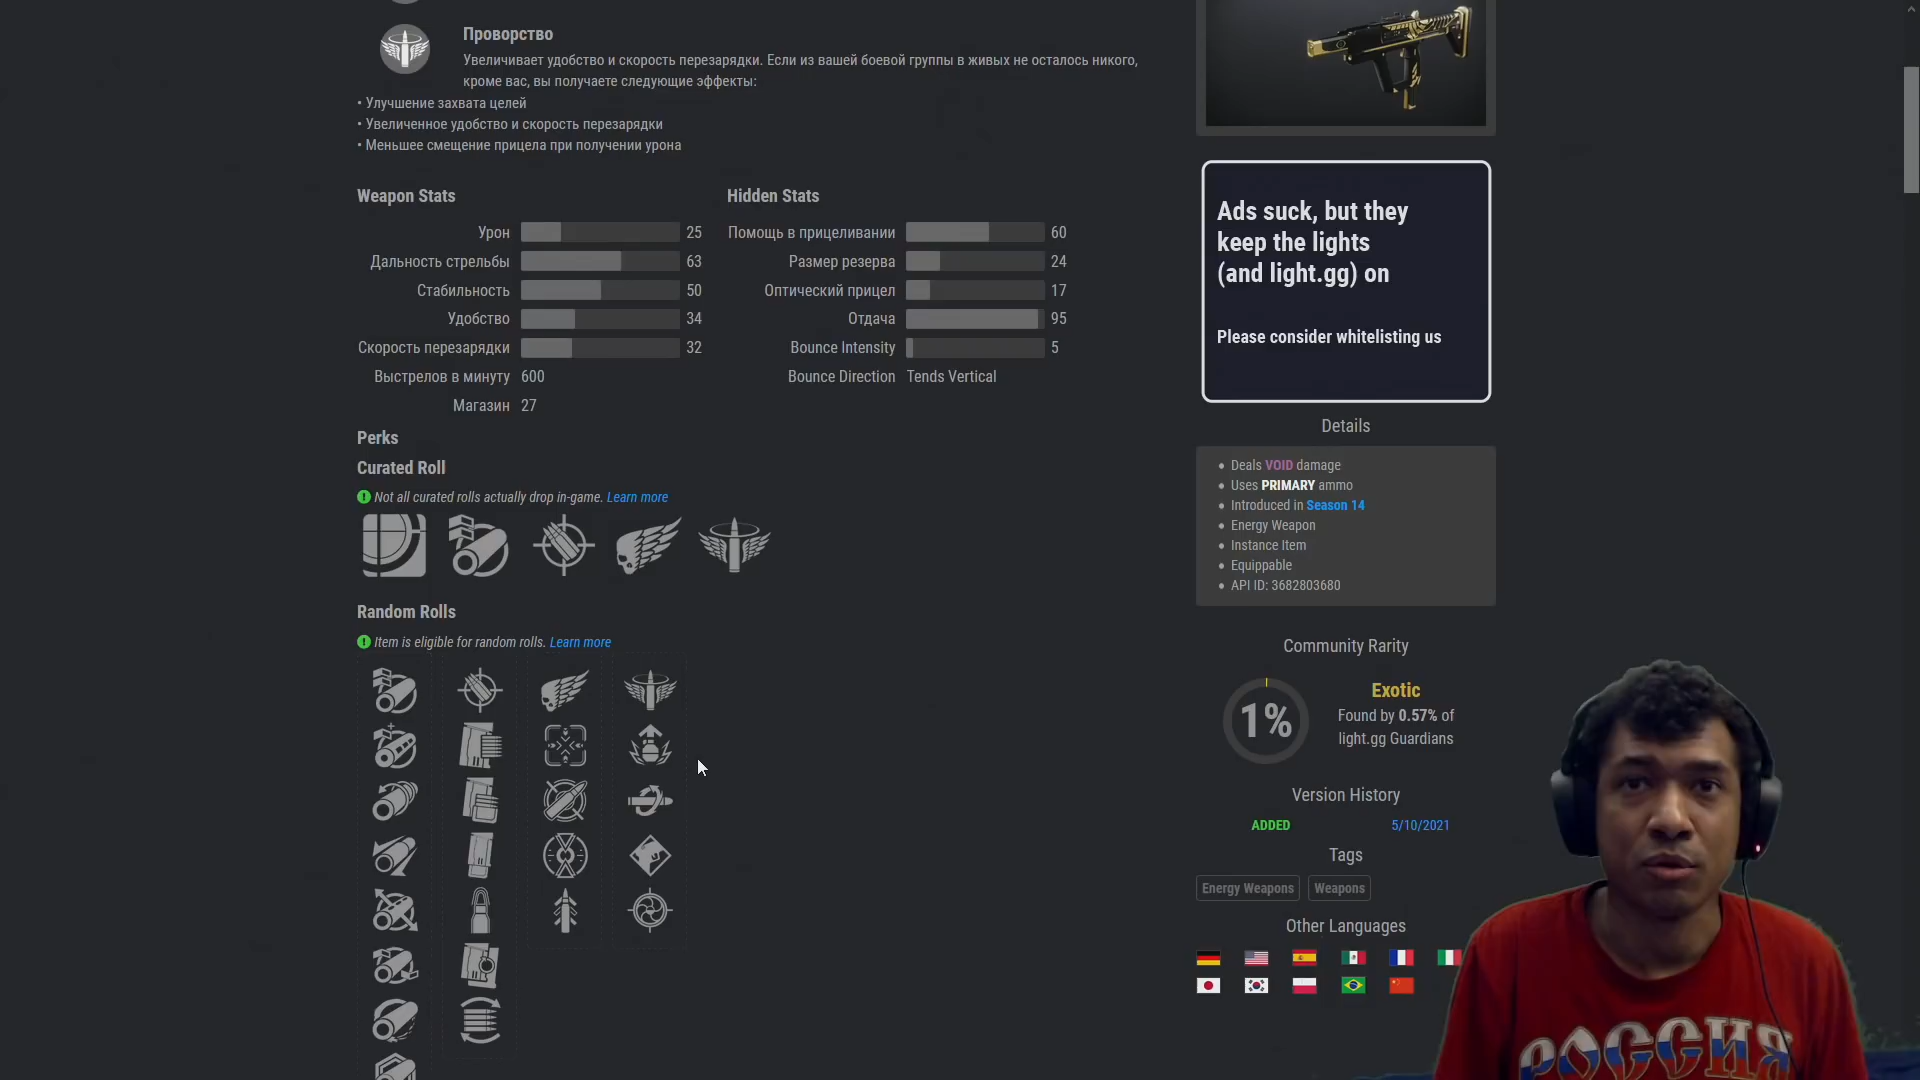 Проворство
Увеличивает удобство и скорость перезарядки. Если из вашей боевой группы в живых не осталось никого,
кроме вас, вы получаете следующие эффекты:
• Улучшение захвата целей
• Увеличенное удобство и скорость перезарядки
• Меньшее смещение прицела при получении урона
Weapon Stats
Урон 25
Дальность стрельбы 63
Стабильность 50
Удобство 34
Скорость перезарядки 32
Выстрелов в минуту 600
Магазин 27
Hidden Stats
Помощь в прицеливании 60
Размер резерва 24
Оптический прицел 17
Отдача 95
Bounce Intensity 5
Bounce Direction Tends Vertical
Perks
Curated Roll
Not all curated rolls actually drop in-game. Learn more
Random Rolls
Item is eligible for random rolls. Learn more
Ads suck, but they
keep the lights
(and light.gg) on
Please consider whitelisting us
Details
• Deals VOID damage
• Uses PRIMARY ammo
• Introduced in Season 14
• Energy Weapon
• Instance Item
• Equippable
• API ID: 3682803680
Community Rarity
1%
Exotic
Found by 0.57% of
light.gg Guardians
Version History
ADDED 5/10/2021
Tags
Energy Weapons Weapons
Other Languages
РОССИЯ